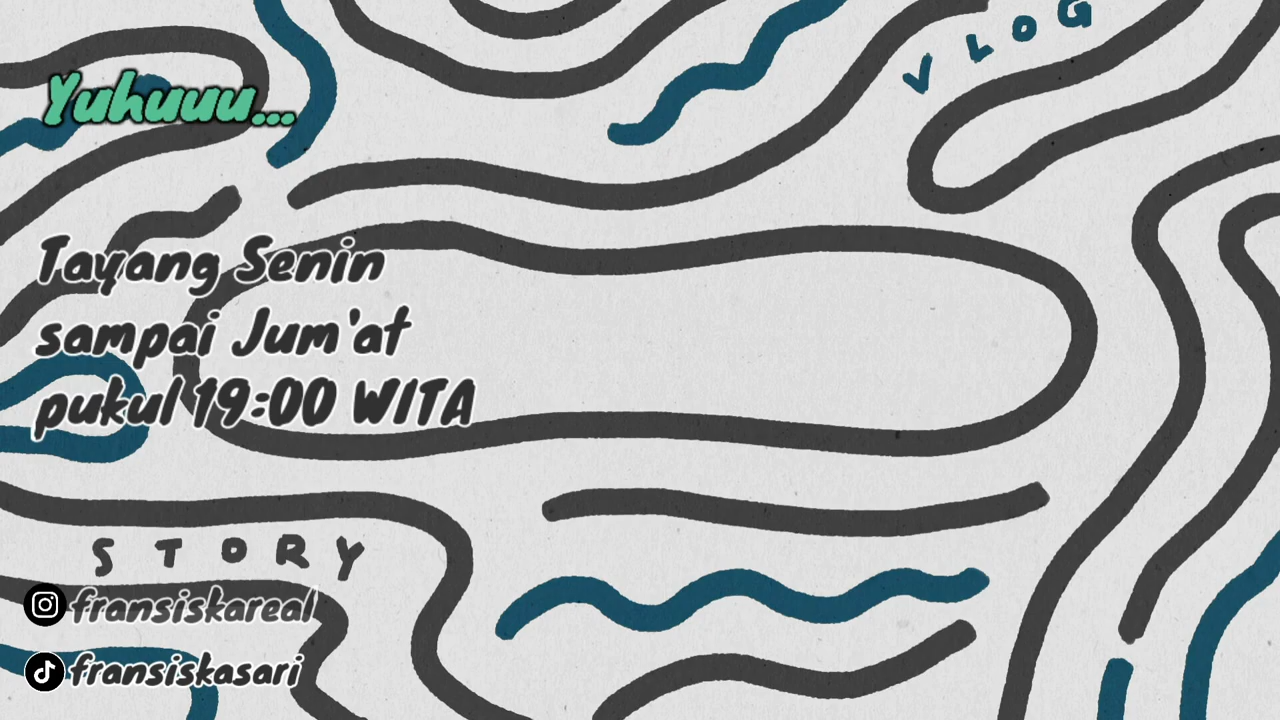 VLOG
Yuhuuu...
Tayang Senin
sampai Jum'at
pukul 19:00 WITA
STORY
fransiskareal
fransiskasari